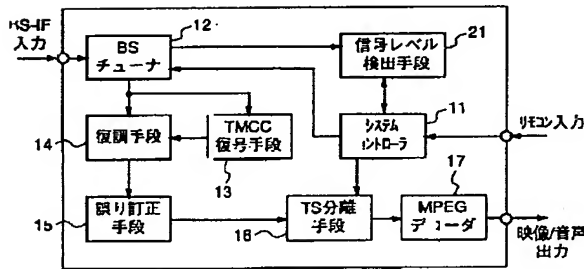 BS-IF
入力
12
BS
チューナ
信号レベル
検出手段
21
14
復調手段
TMCC
復号手段
13
11
システム
コントローラ
リモコン入力
15
誤り訂正
手段
TS分離
手段
16
17
MPEG
デコーダ
映像/音声
出力